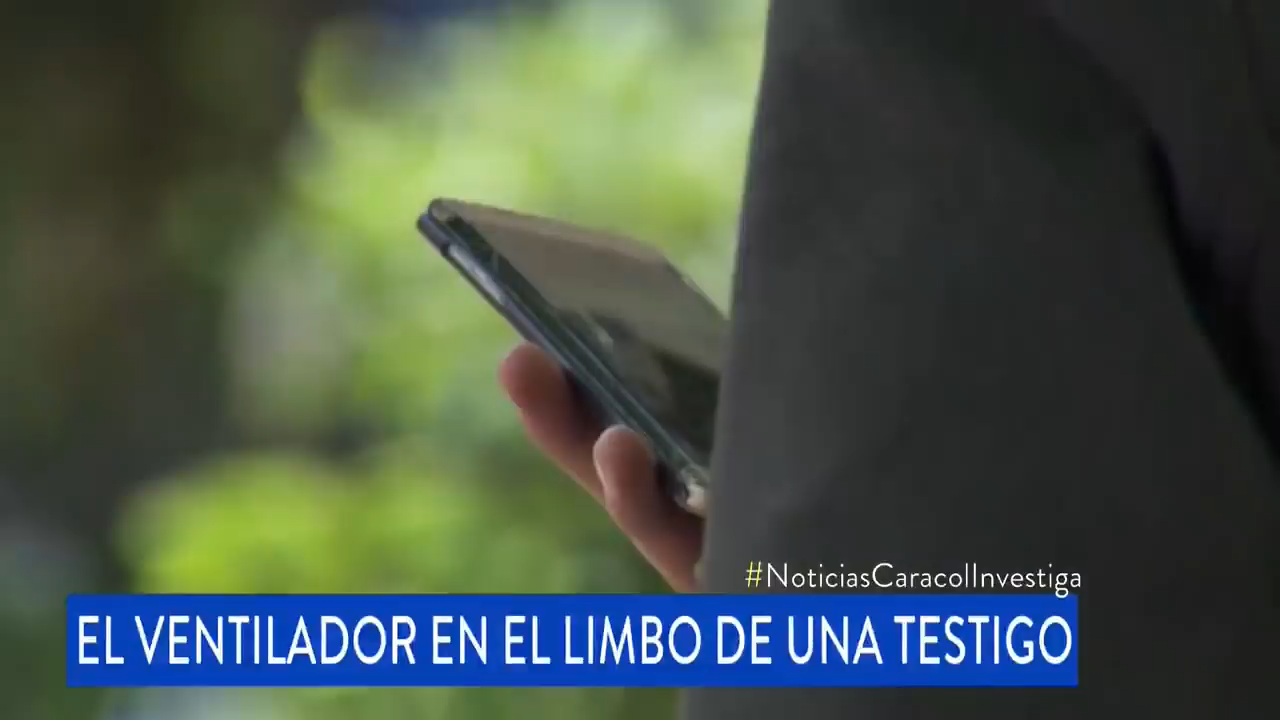 #NoticiasCaracolInvestiga
EL VENTILADOR EN EL LIMBO DE UNA TESTIGO